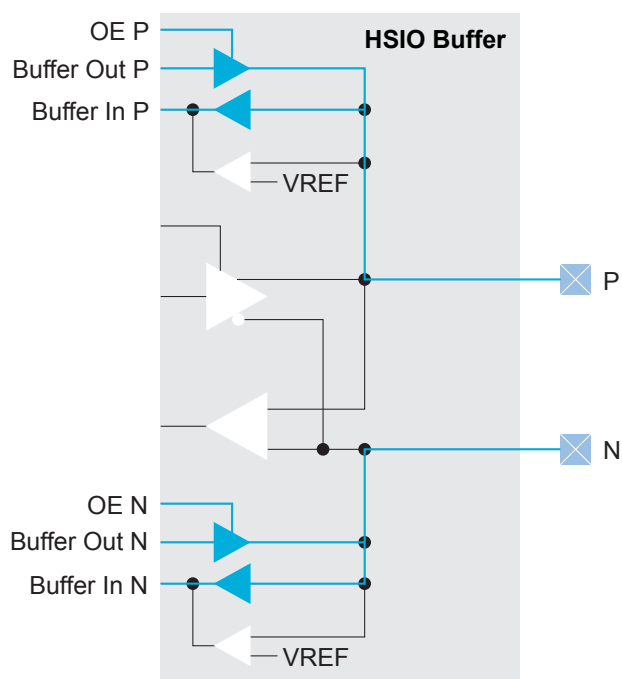 OE P
HSIO Buffer
Buffer Out P
Buffer In P
VREF
P
N
OE N
Buffer Out N
Buffer In N
VREF